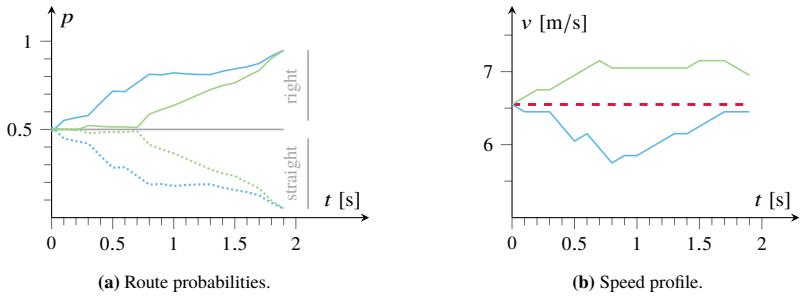 p
1
0.5
right
straight
t [s]
0 0.5 1 1.5 2
(a) Route probabilities.
v [m/s]
7
6
t [s]
0 0.5 1 1.5 2
(b) Speed profile.